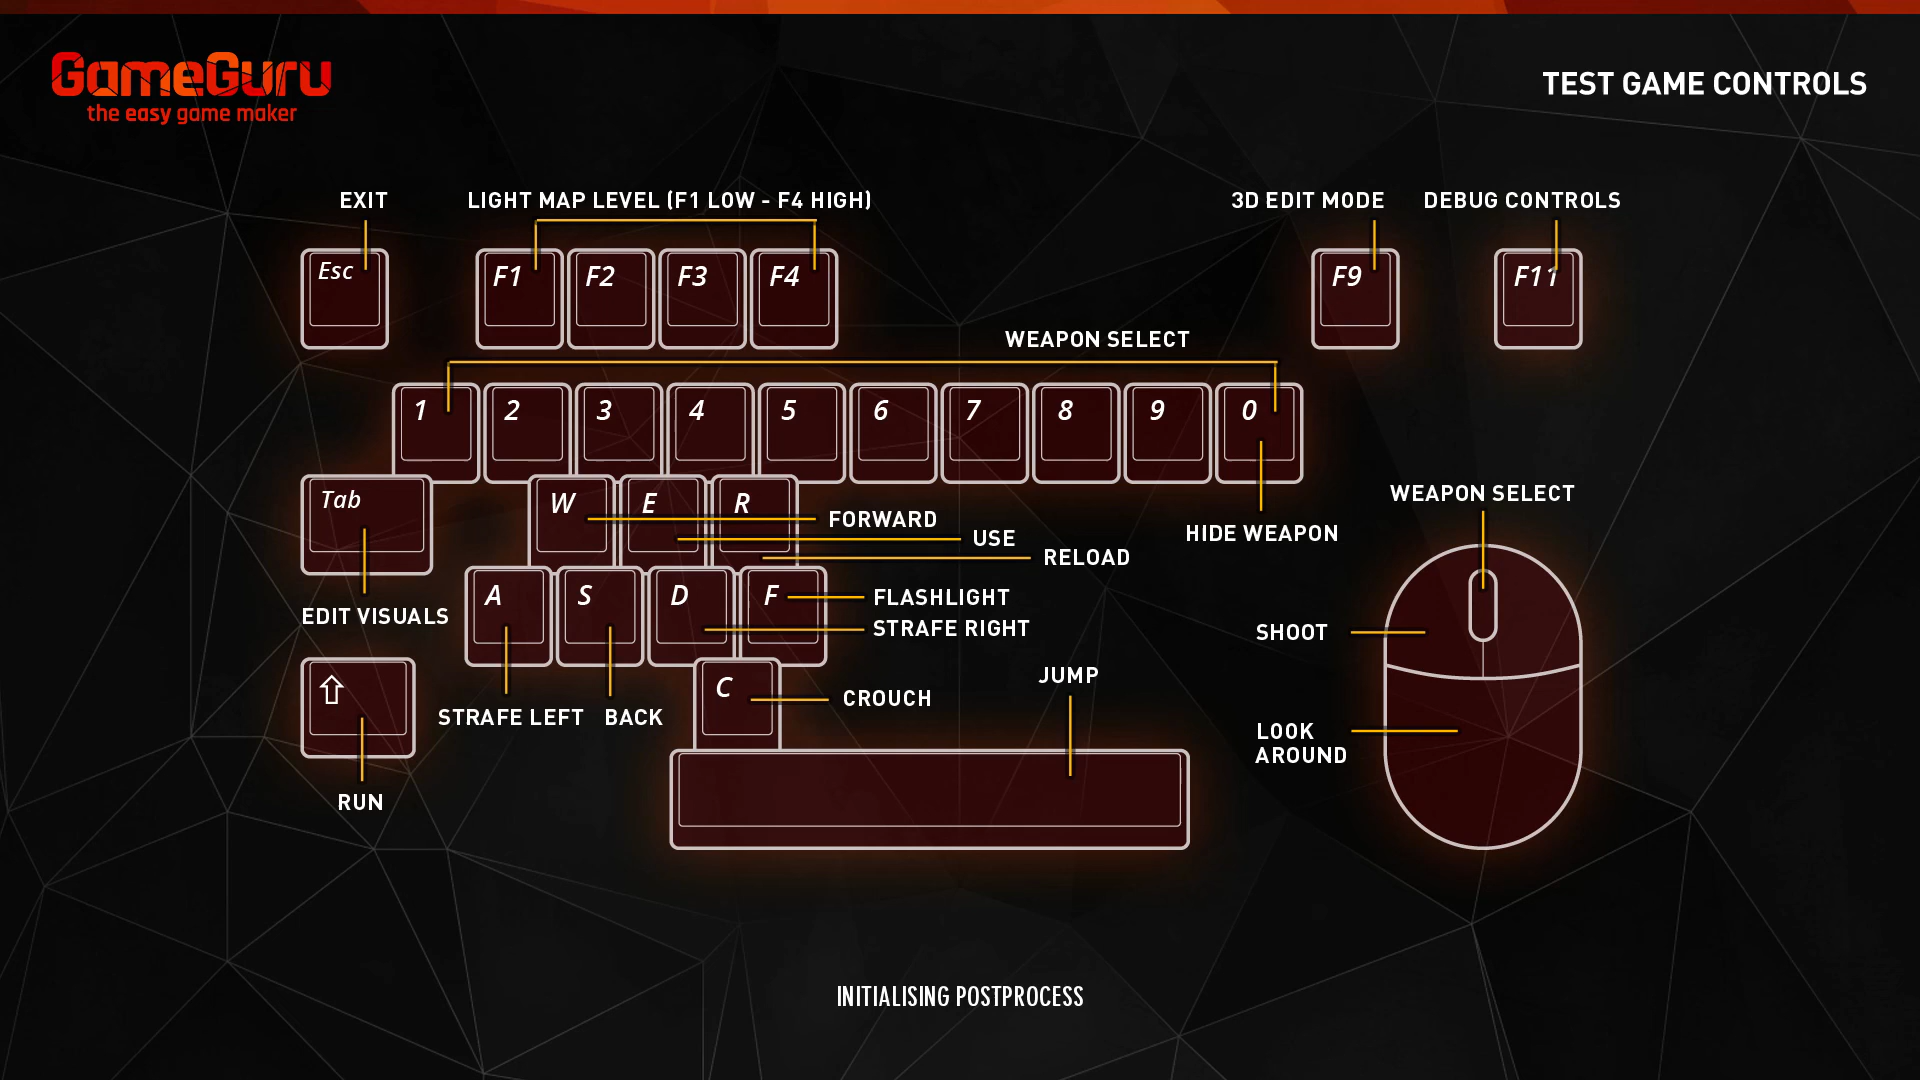 GameGuru
the easy game maker
TEST GAME CONTROLS
EXIT
LIGHT MAP LEVEL (F1 LOW - F4 HIGH)
3D EDIT MODE
DEBUG CONTROLS
Esc
F1
F2
F3
F4
F9
F11
WEAPON SELECT
1
2
3
4
5
6
7
8
9
0
Tab
W
E
R
FORWARD
USE
RELOAD
HIDE WEAPON
WEAPON SELECT
EDIT VISUALS
A
S
D
F
FLASHLIGHT
STRAFE RIGHT
SHOOT
STRAFE LEFT
BACK
C
CROUCH
JUMP
LOOK
AROUND
RUN
INITIALISING POSTPROCESS